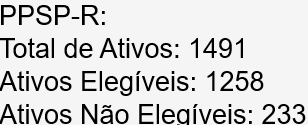 PPSP-R:
Total de Ativos: 1491
Ativos Elegíveis: 1258
Ativos Não Elegíveis: 233